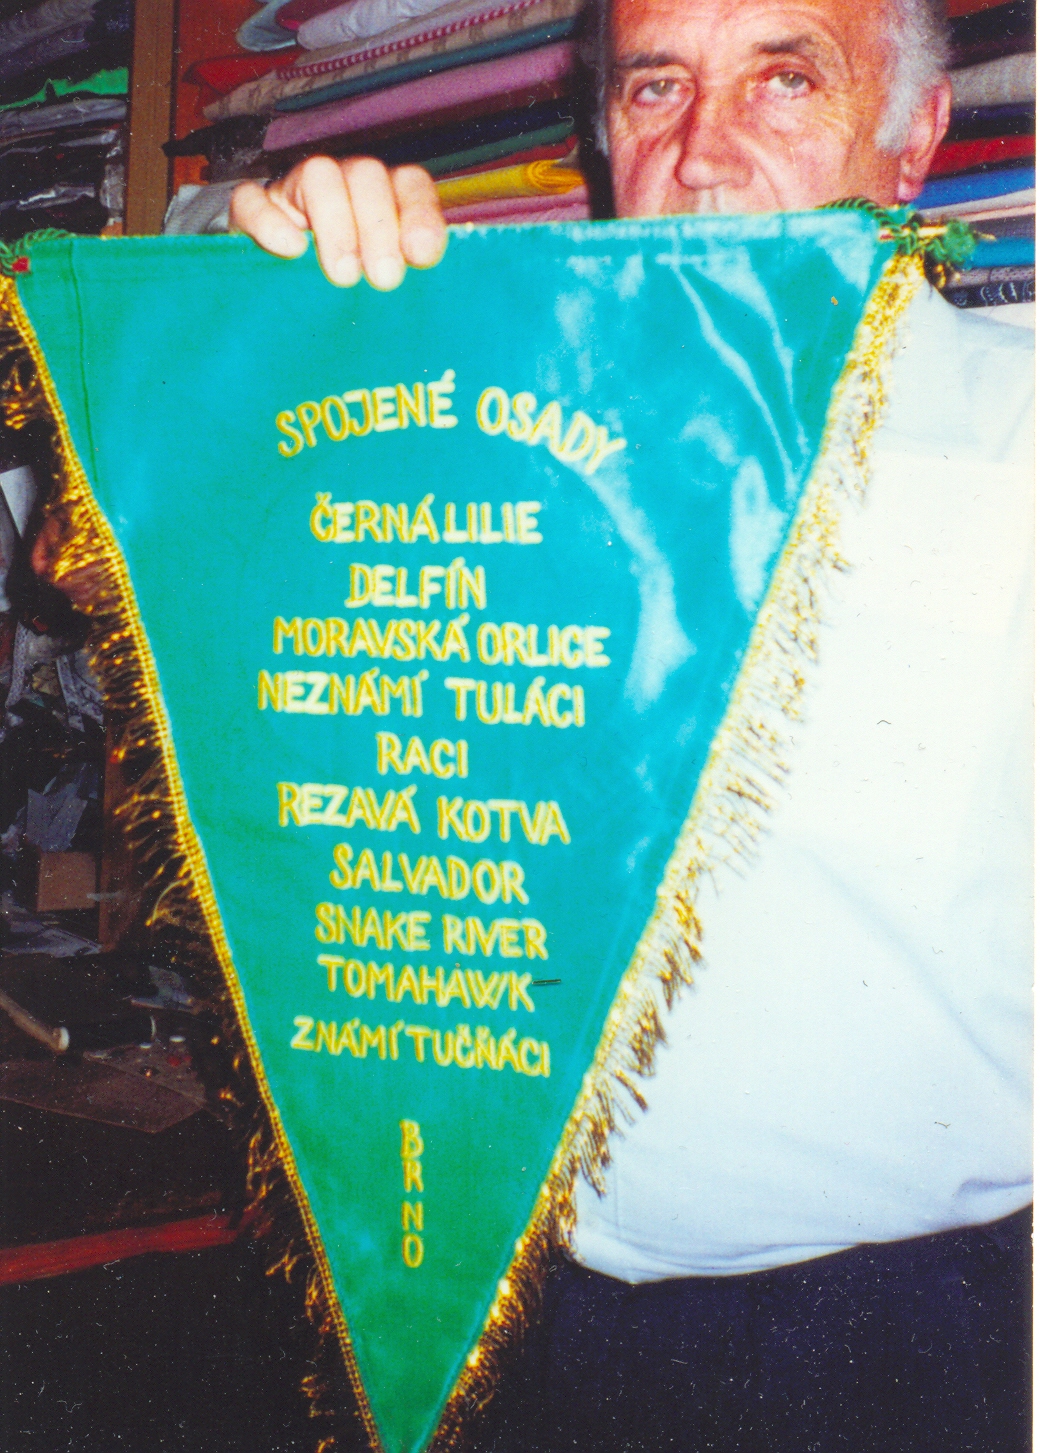 SPOJENÉ OSADY
ČERNÁ LILIE
DELFÍN
MORAVSKÁ ORLICE
NEZNÁMÍ TULÁCI
RACI
REZAVÁ KOTVA
SALVADOR
SNAKE RIVER
TOMAHAWK
ZNÁMÍ TUČŇÁCI
BRNO